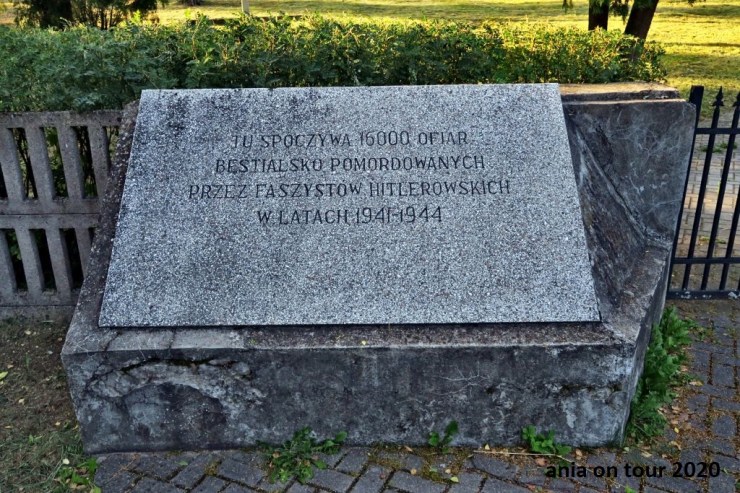 TU SPOCZYWA 16000 OFIAR
BESTIALSKO POMORDOWANYCH
PRZEZ FASZYSTÓW HITLEROWSKICH
W LATACH 1941-1944
ania on tour 2020